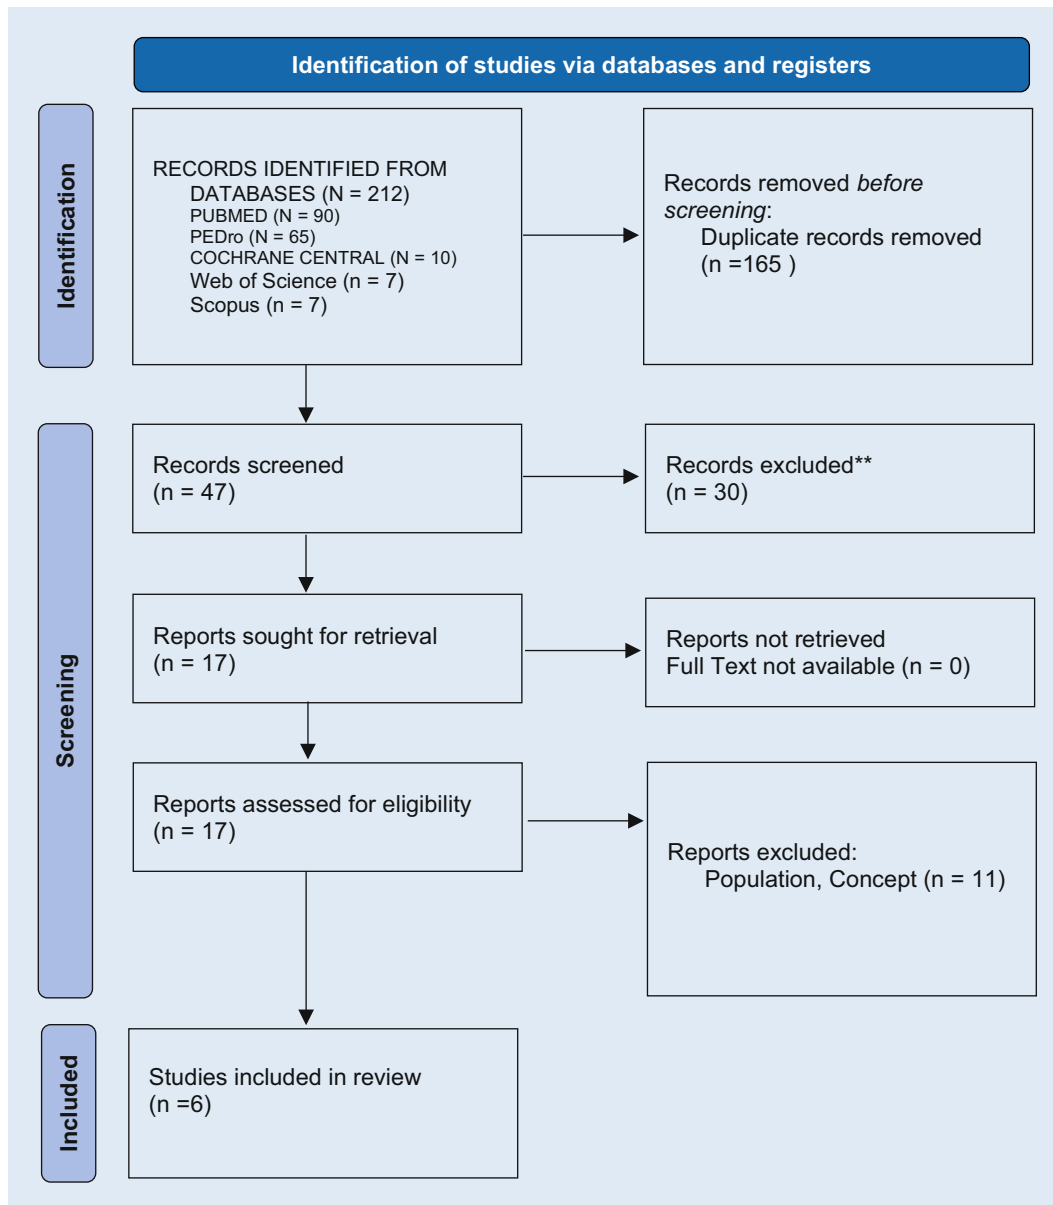 Identification of studies via databases and registers
Identification
RECORDS IDENTIFIED FROM
DATABASES (N = 212)
PUBMED (N = 90)
PEDro (N = 65)
COCHRANE CENTRAL (N = 10)
Web of Science (n = 7)
Scopus (n = 7)
Records removed before
screening:
Duplicate records removed
(n =165 )
Screening
Records screened
(n = 47)
Records excluded**
(n = 30)
Reports sought for retrieval
(n = 17)
Reports not retrieved
Full Text not available (n = 0)
Reports assessed for eligibility
(n = 17)
Reports excluded:
Population, Concept (n = 11)
Included
Studies included in review
(n =6)